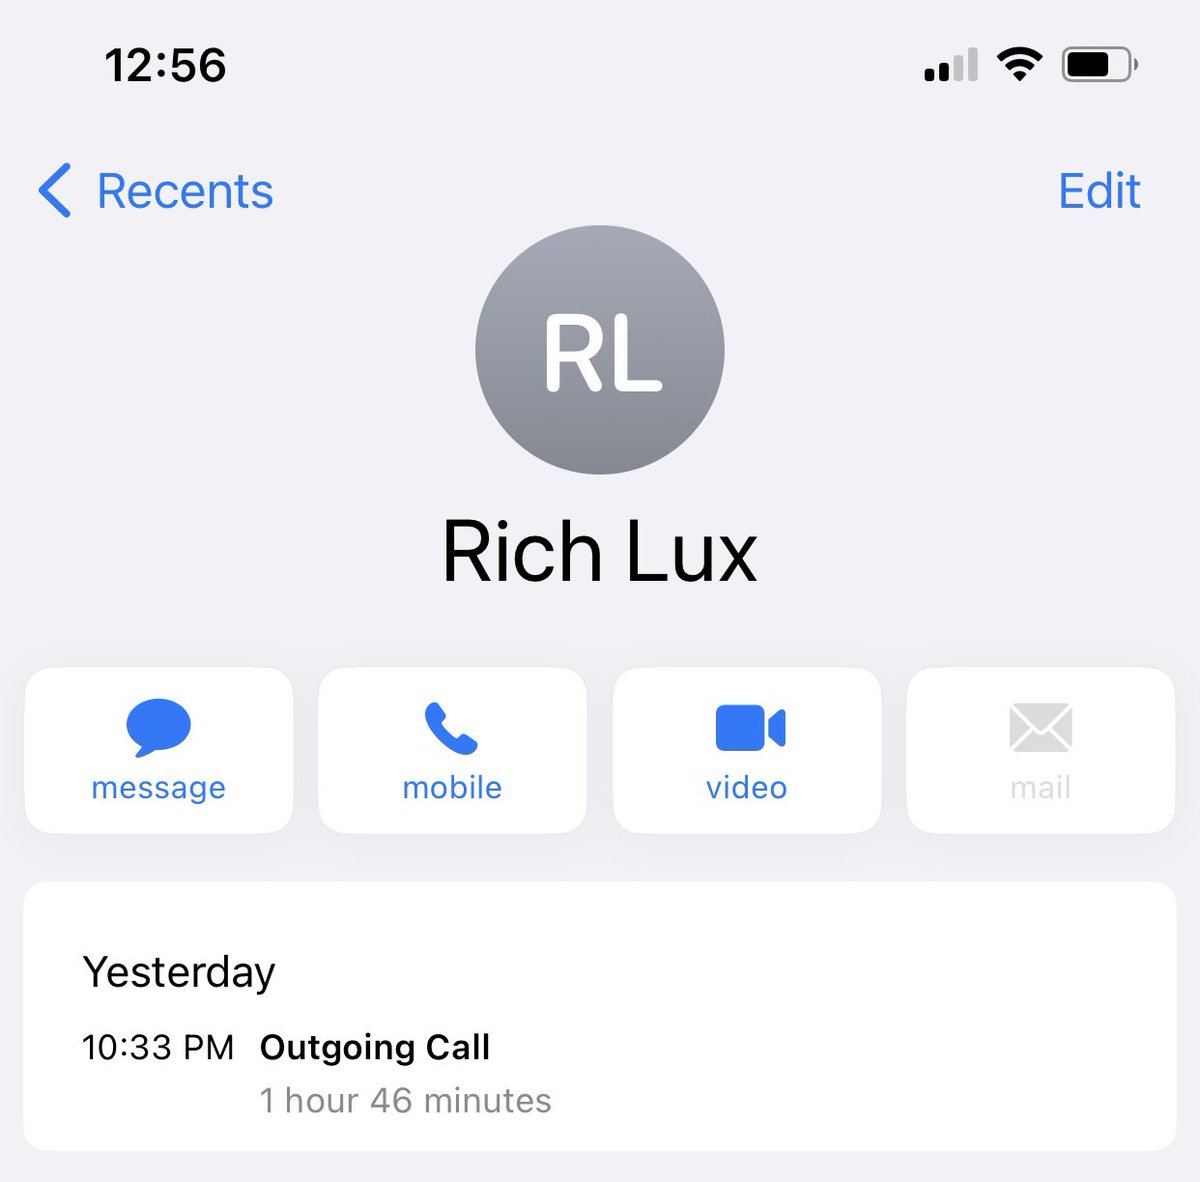 12:56
Recents Edit
RL
Rich Lux
message mobile video mail
Yesterday
10:33 PM Outgoing Call
1 hour 46 minutes